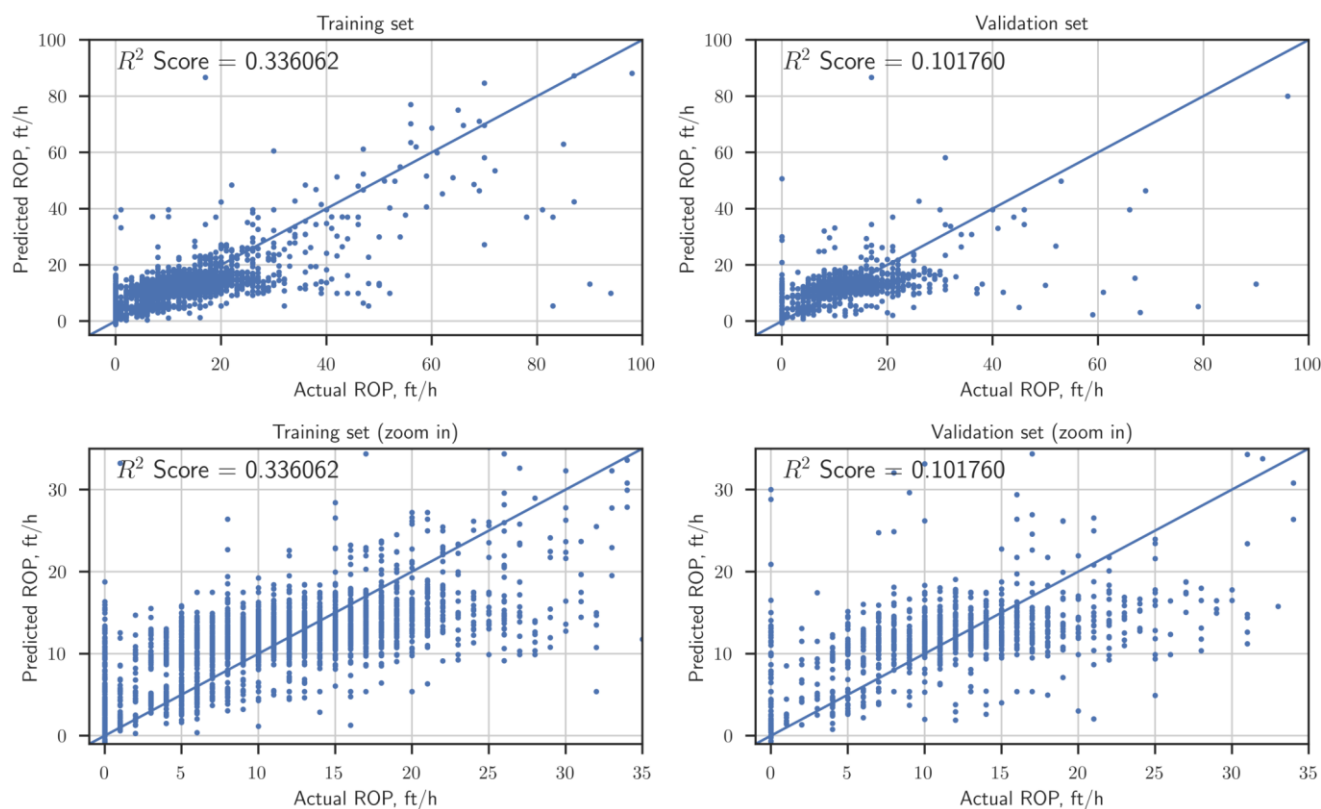 Training set
R² Score = 0.336062
100
80
60
40
20
0
Predicted ROP, ft/h
0 20 40 60 80 100
Actual ROP, ft/h
Validation set
R² Score = 0.101760
100
80
60
40
20
0
Predicted ROP, ft/h
0 20 40 60 80 100
Actual ROP, ft/h
Training set (zoom in)
R² Score = 0.336062
30
20
10
0
Predicted ROP, ft/h
0 5 10 15 20 25 30 35
Actual ROP, ft/h
Validation set (zoom in)
R² Score = 0.101760
30
20
10
0
Predicted ROP, ft/h
0 5 10 15 20 25 30 35
Actual ROP, ft/h